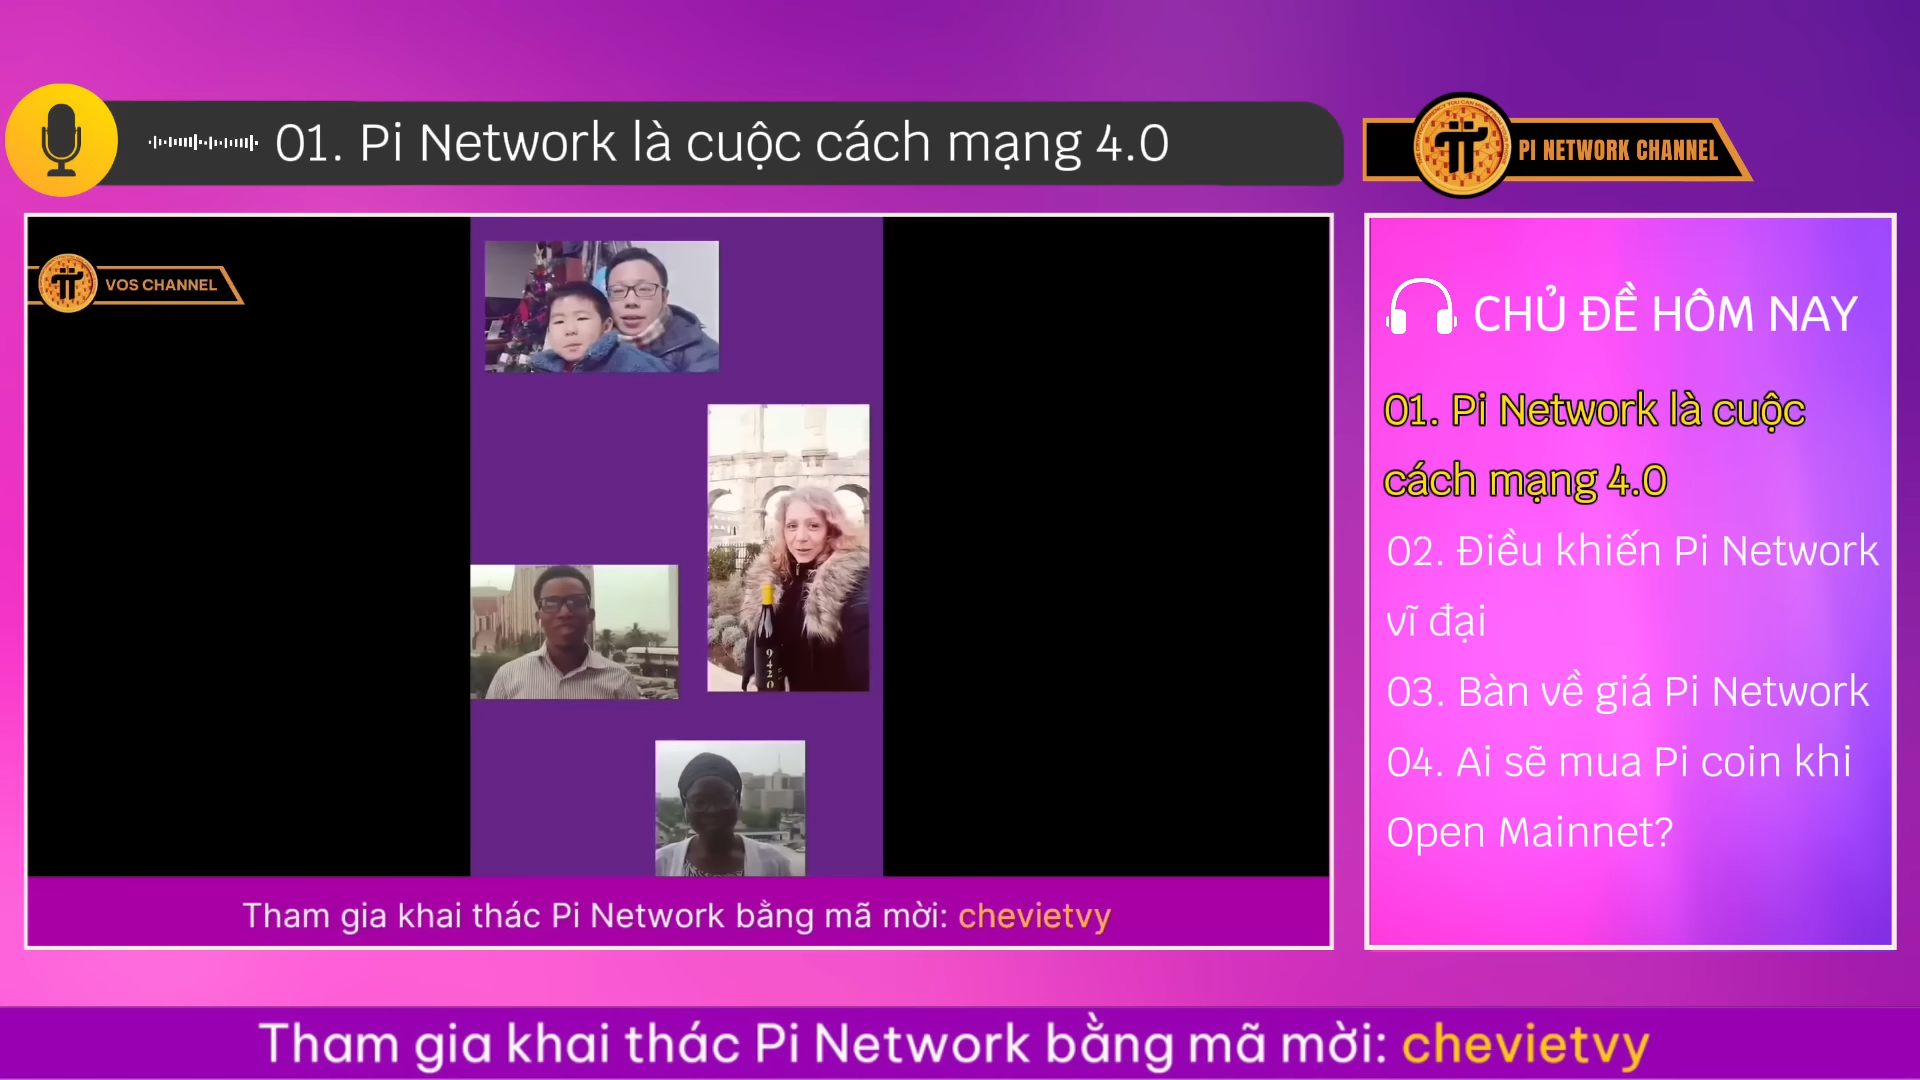 01. Pi Network là cuộc cách mạng 4.0
PI NETWORK CHANNEL
VOS CHANNEL
9420
Tham gia khai thác Pi Network bằng mã mời: chevietvy
CHỦ ĐỀ HÔM NAY
01. Pi Network là cuộc
cách mạng 4.0
02. Điều khiến Pi Network
vĩ đại
03. Bàn về giá Pi Network
04. Ai sẽ mua Pi coin khi
Open Mainnet?
Tham gia khai thác Pi Network bằng mã mời: chevietvy